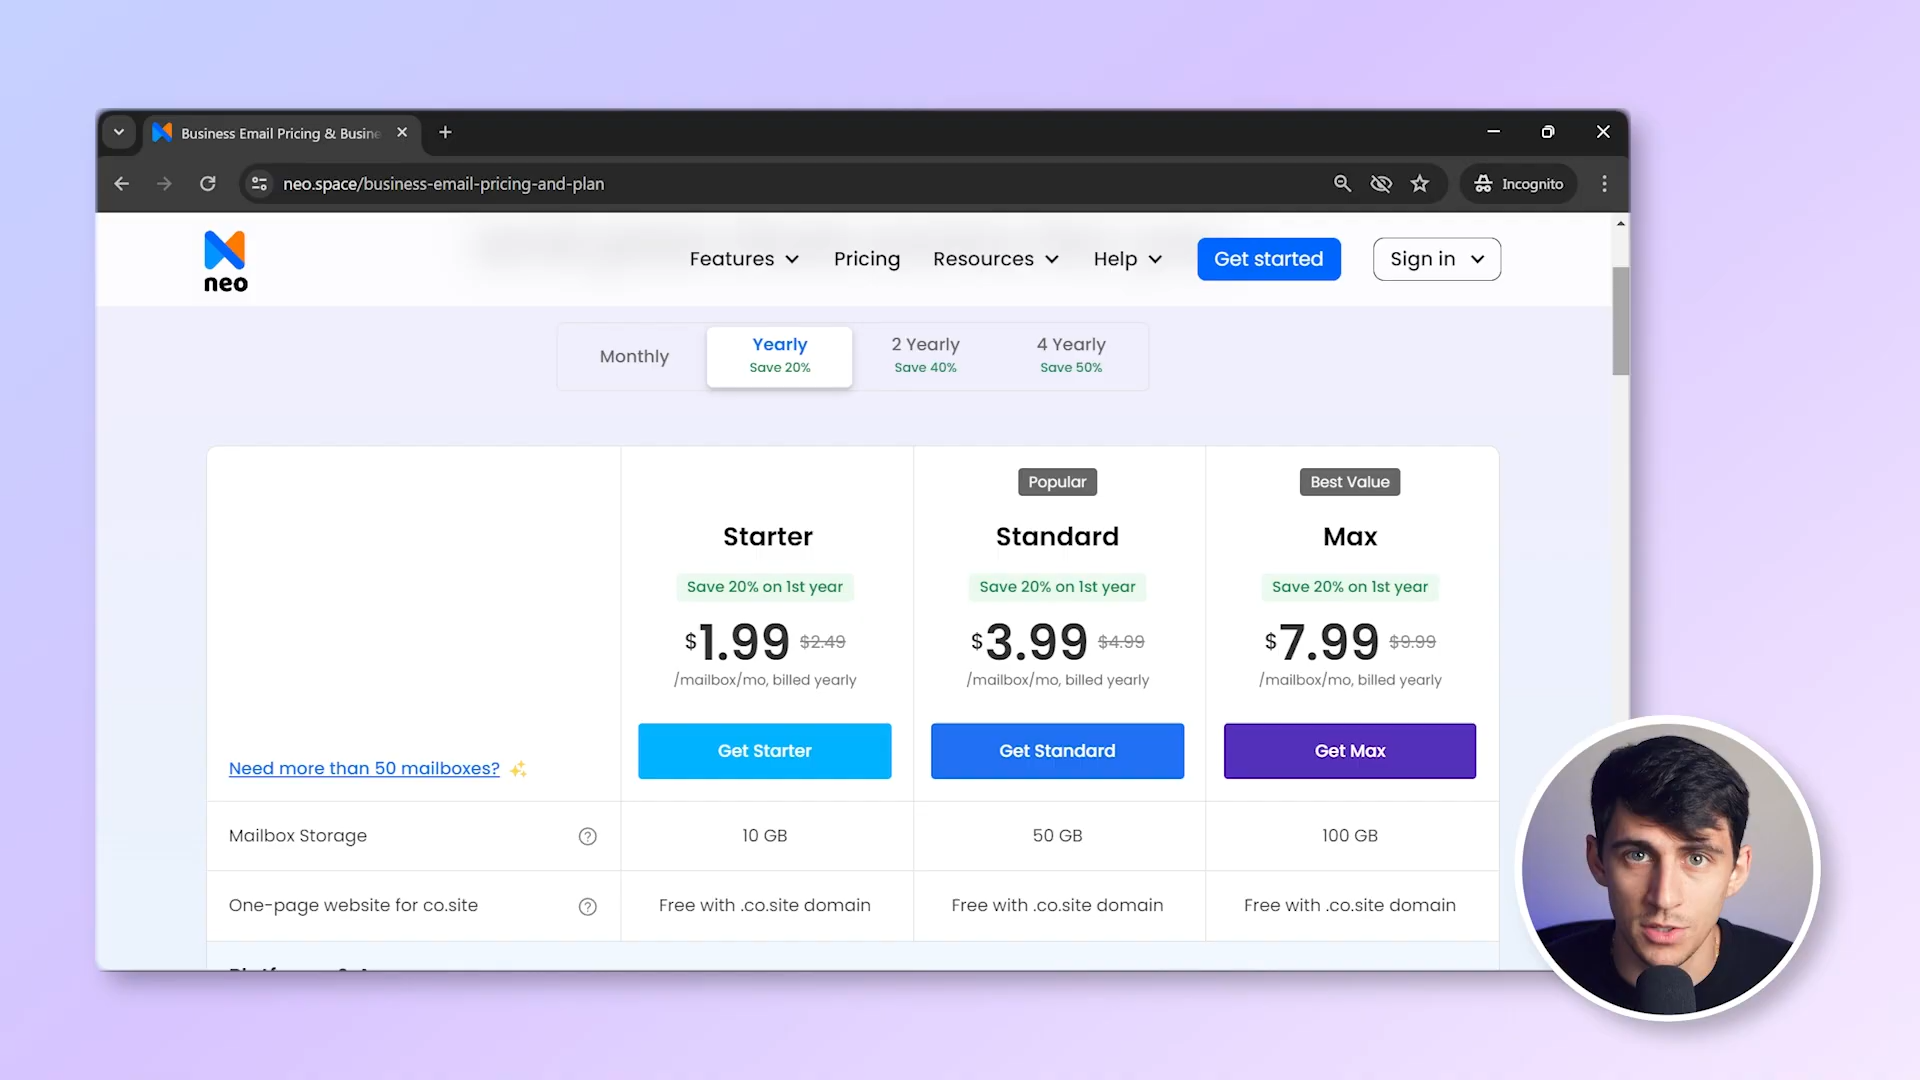 Business Email Pricing & Busine
neo.space/business-email-pricing-and-plan
Incognito
neo
Features
Pricing
Resources
Help
Get started
Sign in
Monthly
Yearly
Save 20%
2 Yearly
Save 40%
4 Yearly
Save 50%
Popular
Best Value
Starter
Standard
Max
Save 20% on 1st year
Save 20% on 1st year
Save 20% on 1st year
$1.99 $2.49
$3.99 $4.99
$7.99 $9.99
/mailbox/mo, billed yearly
/mailbox/mo, billed yearly
/mailbox/mo, billed yearly
Get Starter
Get Standard
Get Max
Need more than 50 mailboxes?
Mailbox Storage
10 GB
50 GB
100 GB
One-page website for co.site
Free with .co.site domain
Free with .co.site domain
Free with .co.site domain